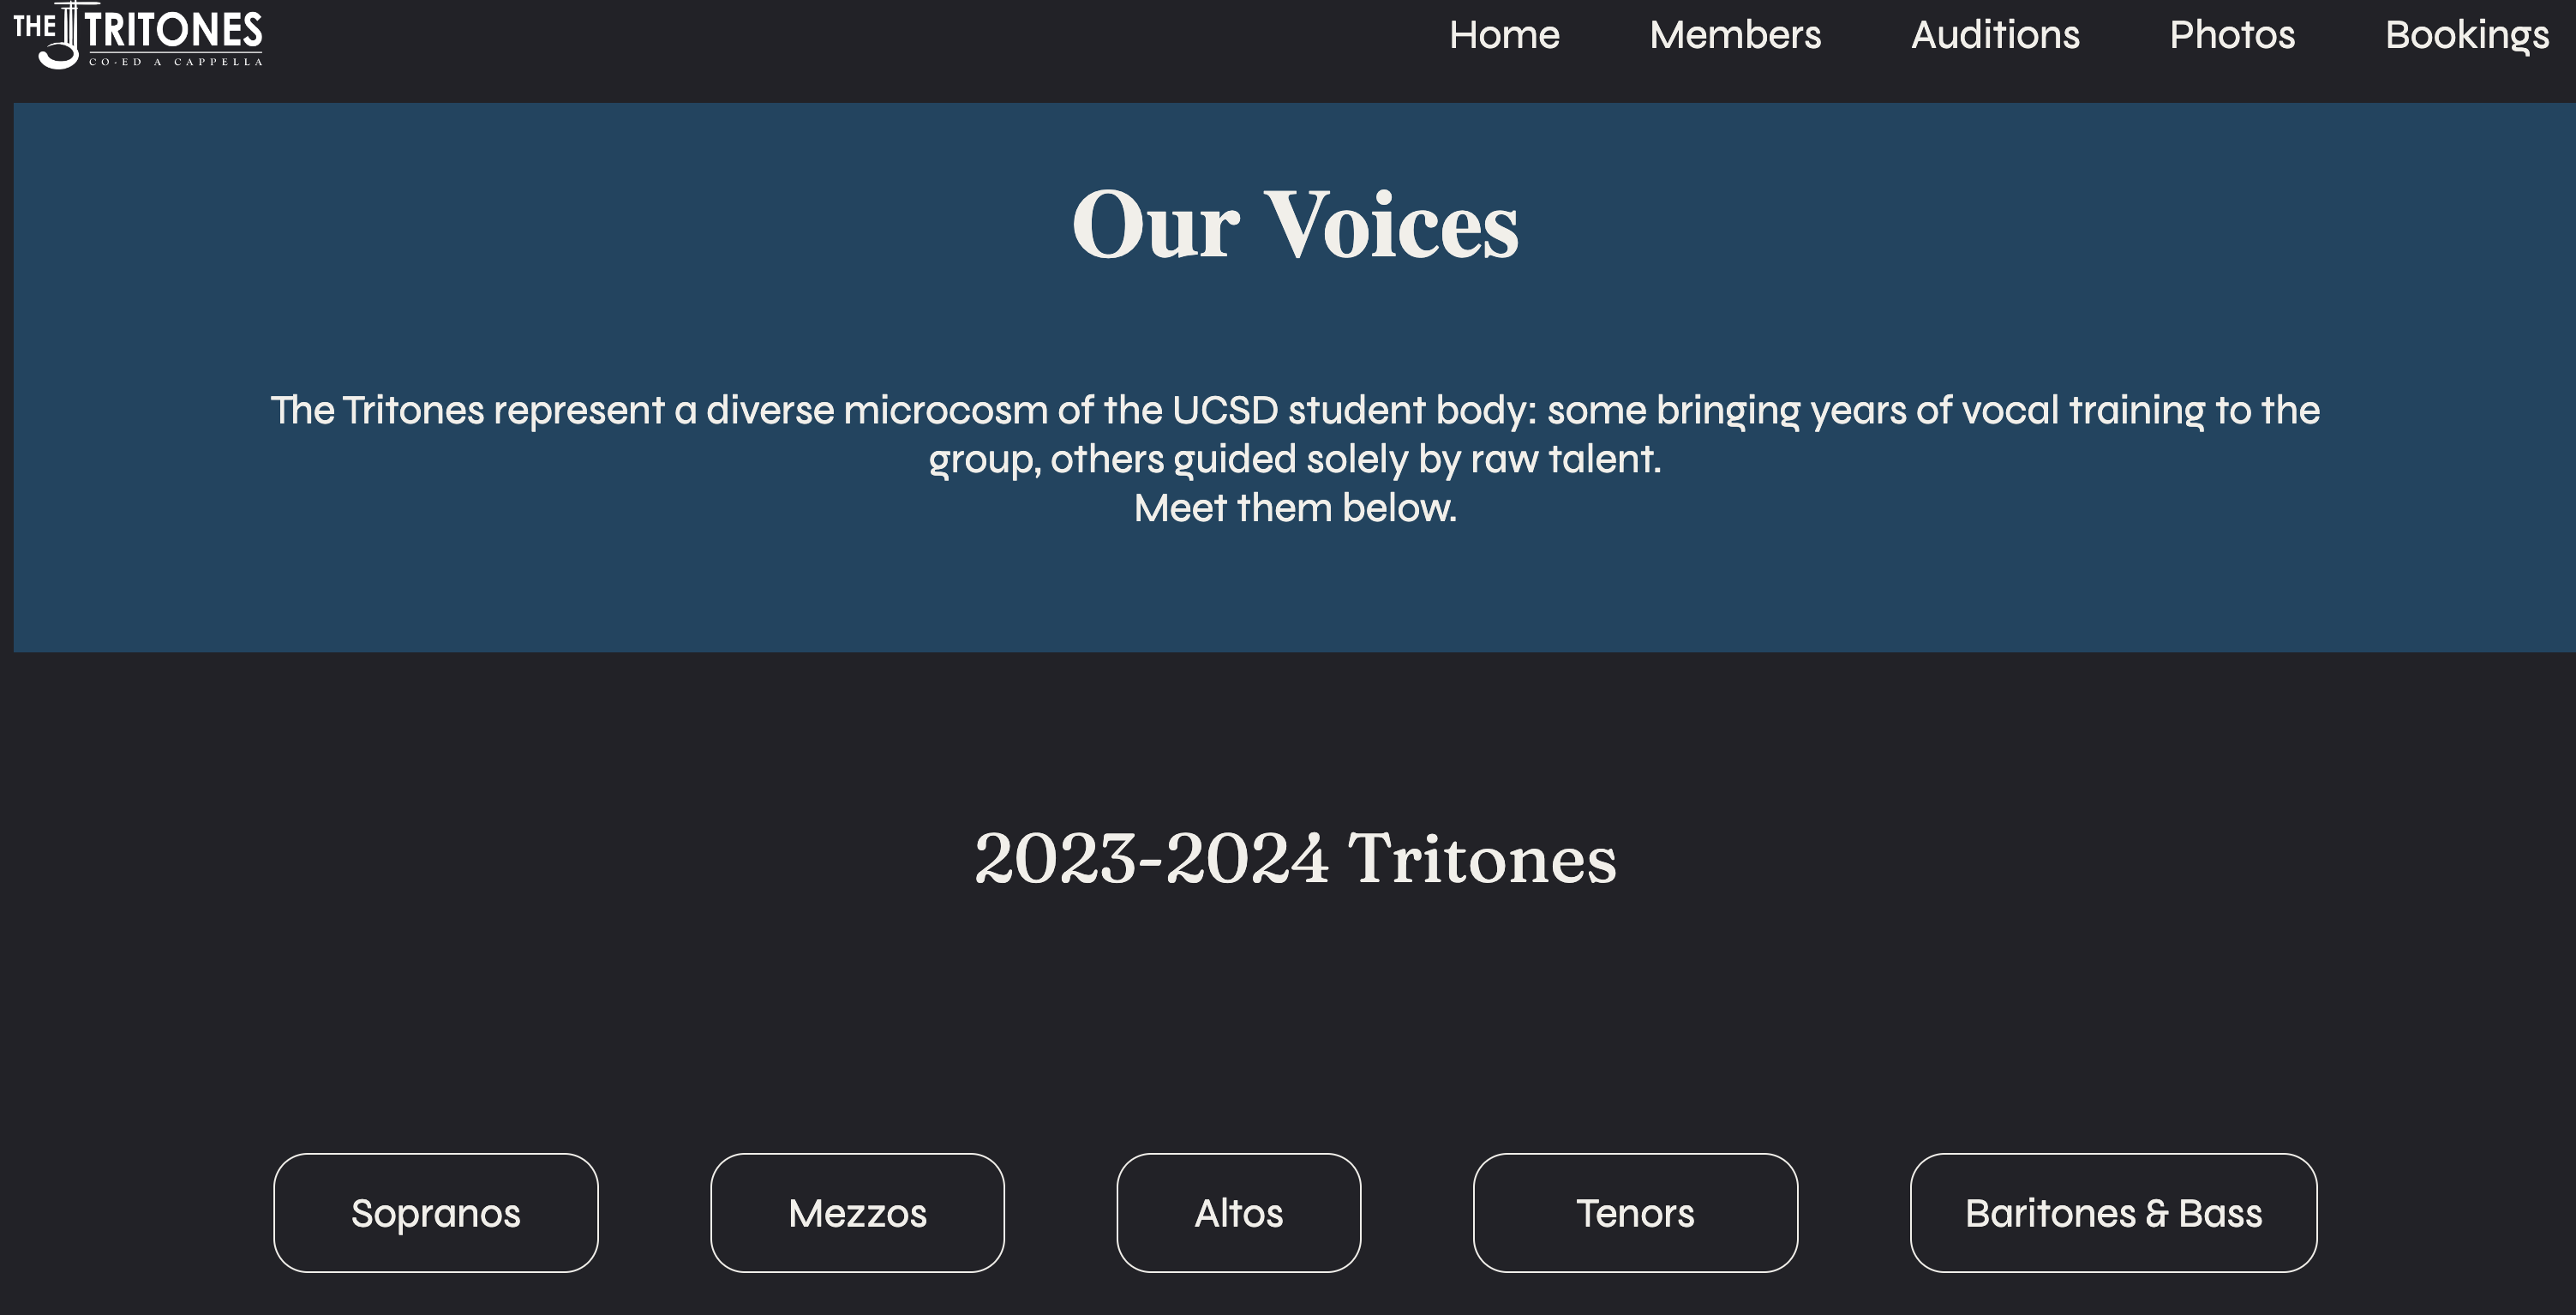 THE TRITONES
CO-ED A CAPPELLA
Home Members Auditions Photos Bookings
Our Voices
The Tritones represent a diverse microcosm of the UCSD student body: some bringing years of vocal training to the
group, others guided solely by raw talent.
Meet them below.
2023-2024 Tritones
Sopranos Mezzos Altos Tenors Baritones & Bass